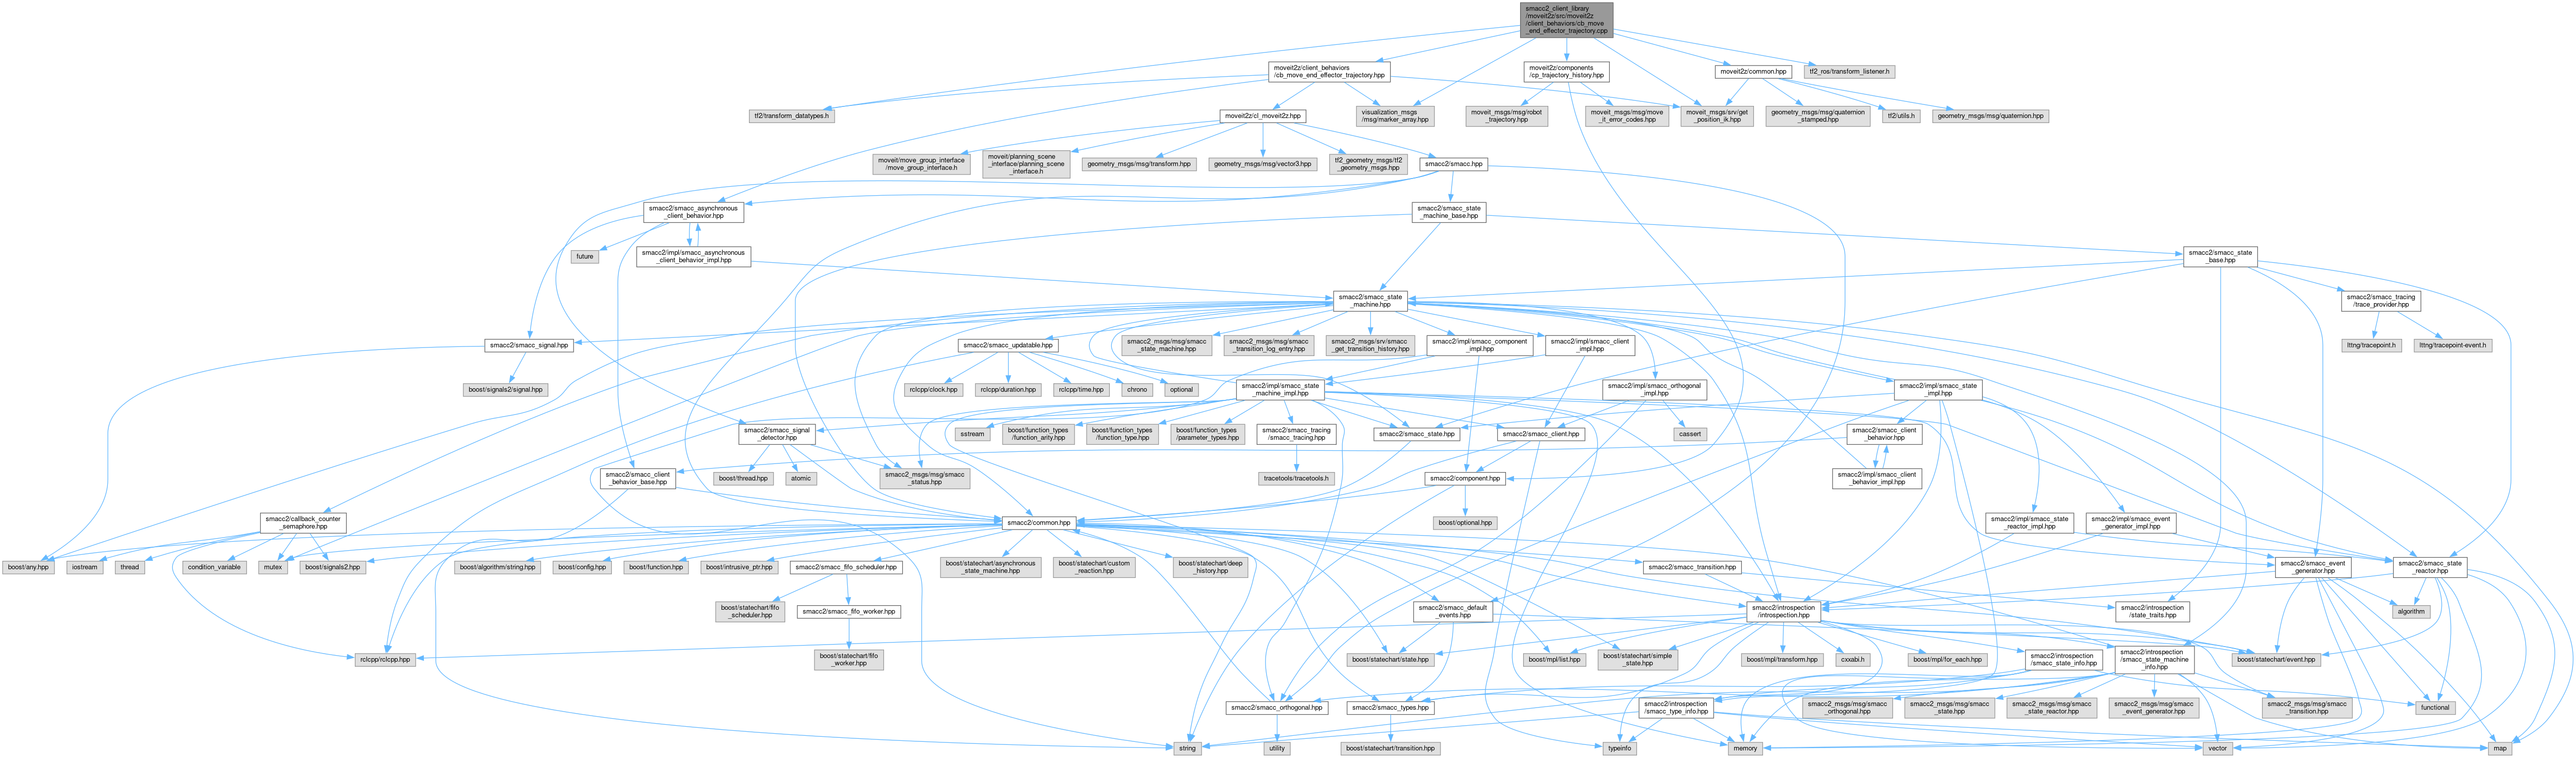 smacc2_client_library
/moveit2z/src/moveit2z
/client_behaviors/cb_move
_end_effector_trajectory.cpp
moveit2z/client_behaviors
/cb_move_end_effector_trajectory.hpp
moveit2z/components
/cp_trajectory_history.hpp
moveit2z/common.hpp
tf2_ros/transform_listener.h
tf2/transform_datatypes.h
moveit2z/cl_moveit2z.hpp
visualization_msgs
/msg/marker_array.hpp
moveit_msgs/msg/robot
_trajectory.hpp
moveit_msgs/msg/move
_it_error_codes.hpp
moveit_msgs/srv/get
_position_ik.hpp
geometry_msgs/msg/quaternion
_stamped.hpp
tf2/utils.h
geometry_msgs/msg/quaternion.hpp
moveit/move_group_interface
/move_group_interface.h
moveit/planning_scene
_interface/planning_scene
_interface.h
geometry_msgs/msg/transform.hpp
geometry_msgs/msg/vector3.hpp
tf2_geometry_msgs/tf2
_geometry_msgs.hpp
smacc2/smacc.hpp
smacc2/smacc_asynchronous
_client_behavior.hpp
smacc2/smacc_state
_machine_base.hpp
future
smacc2/impl/smacc_asynchronous
_client_behavior_impl.hpp
smacc2/smacc_state
_base.hpp
smacc2/smacc_state
_machine.hpp
smacc2/smacc_tracing
/trace_provider.hpp
smacc2/smacc_signal.hpp
smacc2/smacc_updatable.hpp
smacc2_msgs/msg/smacc
_state_machine.hpp
smacc2_msgs/msg/smacc
_transition_log_entry.hpp
smacc2_msgs/srv/smacc
_get_transition_history.hpp
smacc2/impl/smacc_component
_impl.hpp
smacc2/impl/smacc_client
_impl.hpp
lttng/tracepoint.h
lttng/tracepoint-event.h
boost/signals2/signal.hpp
rclcpp/clock.hpp
rclcpp/duration.hpp
rclcpp/time.hpp
chrono
optional
smacc2/impl/smacc_state
_machine_impl.hpp
smacc2/impl/smacc_orthogonal
_impl.hpp
smacc2/impl/smacc_state
_impl.hpp
smacc2/smacc_signal
_detector.hpp
sstream
boost/function_types
/function_arity.hpp
boost/function_types
/function_type.hpp
boost/function_types
/parameter_types.hpp
smacc2/smacc_tracing
/smacc_tracing.hpp
smacc2/smacc_state.hpp
smacc2/smacc_client.hpp
cassert
smacc2/smacc_client
_behavior.hpp
smacc2/smacc_client
_behavior_base.hpp
boost/thread.hpp
atomic
smacc2_msgs/msg/smacc
_status.hpp
tracetools/tracetools.h
smacc2/component.hpp
smacc2/impl/smacc_client
_behavior_impl.hpp
smacc2/callback_counter
_semaphore.hpp
smacc2/common.hpp
boost/optional.hpp
smacc2/impl/smacc_state
_reactor_impl.hpp
smacc2/impl/smacc_event
_generator_impl.hpp
boost/any.hpp
iostream
thread
condition_variable
mutex
boost/signals2.hpp
boost/algorithm/string.hpp
boost/config.hpp
boost/function.hpp
boost/intrusive_ptr.hpp
smacc2/smacc_fifo_scheduler.hpp
boost/statechart/asynchronous
_state_machine.hpp
boost/statechart/custom
_reaction.hpp
boost/statechart/deep
_history.hpp
smacc2/smacc_transition.hpp
smacc2/smacc_event
_generator.hpp
smacc2/smacc_state
_reactor.hpp
boost/statechart/fifo
_scheduler.hpp
smacc2/smacc_fifo_worker.hpp
smacc2/smacc_default
_events.hpp
smacc2/introspection
/introspection.hpp
smacc2/introspection
/state_traits.hpp
algorithm
rclcpp/rclcpp.hpp
boost/statechart/fifo
_worker.hpp
boost/statechart/state.hpp
boost/mpl/list.hpp
boost/statechart/simple
_state.hpp
boost/mpl/transform.hpp
cxxabi.h
boost/mpl/for_each.hpp
smacc2/introspection
/smacc_state_info.hpp
smacc2/introspection
/smacc_state_machine
_info.hpp
boost/statechart/event.hpp
smacc2/smacc_orthogonal.hpp
smacc2/smacc_types.hpp
smacc2/introspection
/smacc_type_info.hpp
smacc2_msgs/msg/smacc
_orthogonal.hpp
smacc2_msgs/msg/smacc
_state.hpp
smacc2_msgs/msg/smacc
_state_reactor.hpp
smacc2_msgs/msg/smacc
_event_generator.hpp
smacc2_msgs/msg/smacc
_transition.hpp
functional
string
utility
boost/statechart/transition.hpp
typeinfo
memory
vector
map